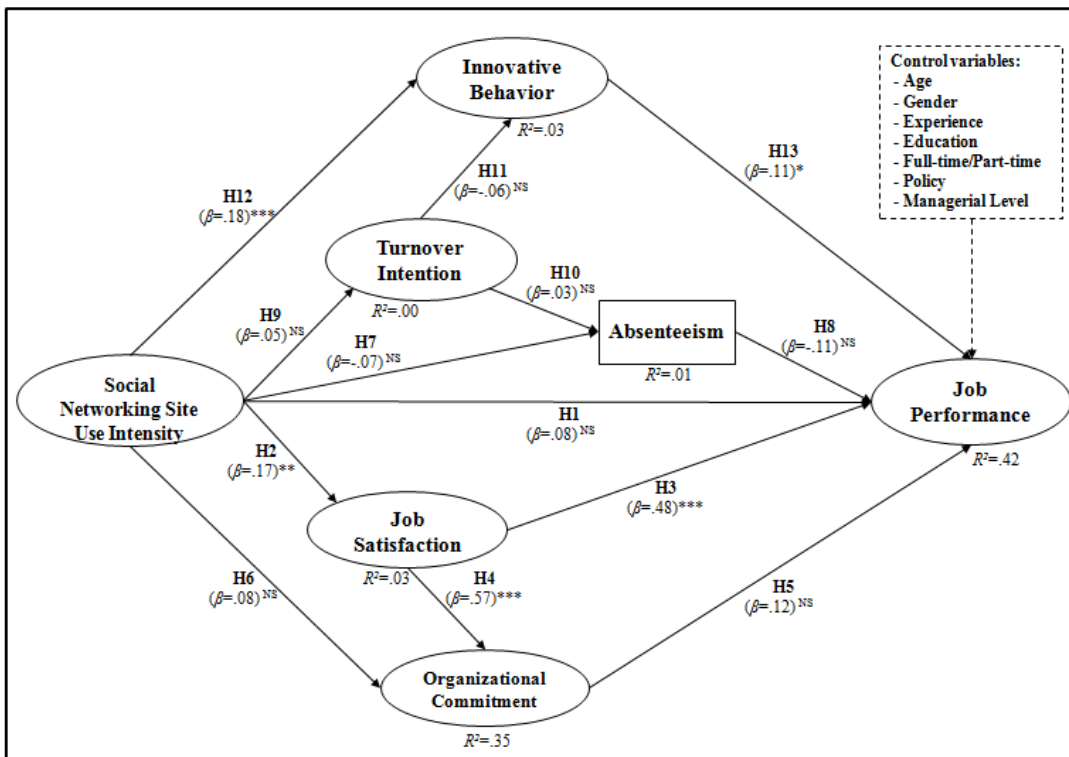 Innovative
Behavior
R²=.03
Control variables:
- Age
- Gender
- Experience
- Education
- Full-time/Part-time
- Policy
- Managerial Level
H13
(β=.11)*
H11
(β=-.06)ᴺˢ
H12
(β=.18)***
Turnover
Intention
R²=.00
H10
(β=.03)ᴺˢ
H9
(β=.05)ᴺˢ
H7
(β=-.07)ᴺˢ
Absenteeism
R²=.01
H8
(β=-.11)ᴺˢ
Social
Networking Site
Use Intensity
H1
(β=.08)ᴺˢ
Job
Performance
R²=.42
H2
(β=.17)**
H3
(β=.48)***
Job
Satisfaction
R²=.03
H4
(β=.57)***
H6
(β=.08)ᴺˢ
H5
(β=.12)ᴺˢ
Organizational
Commitment
R²=.35